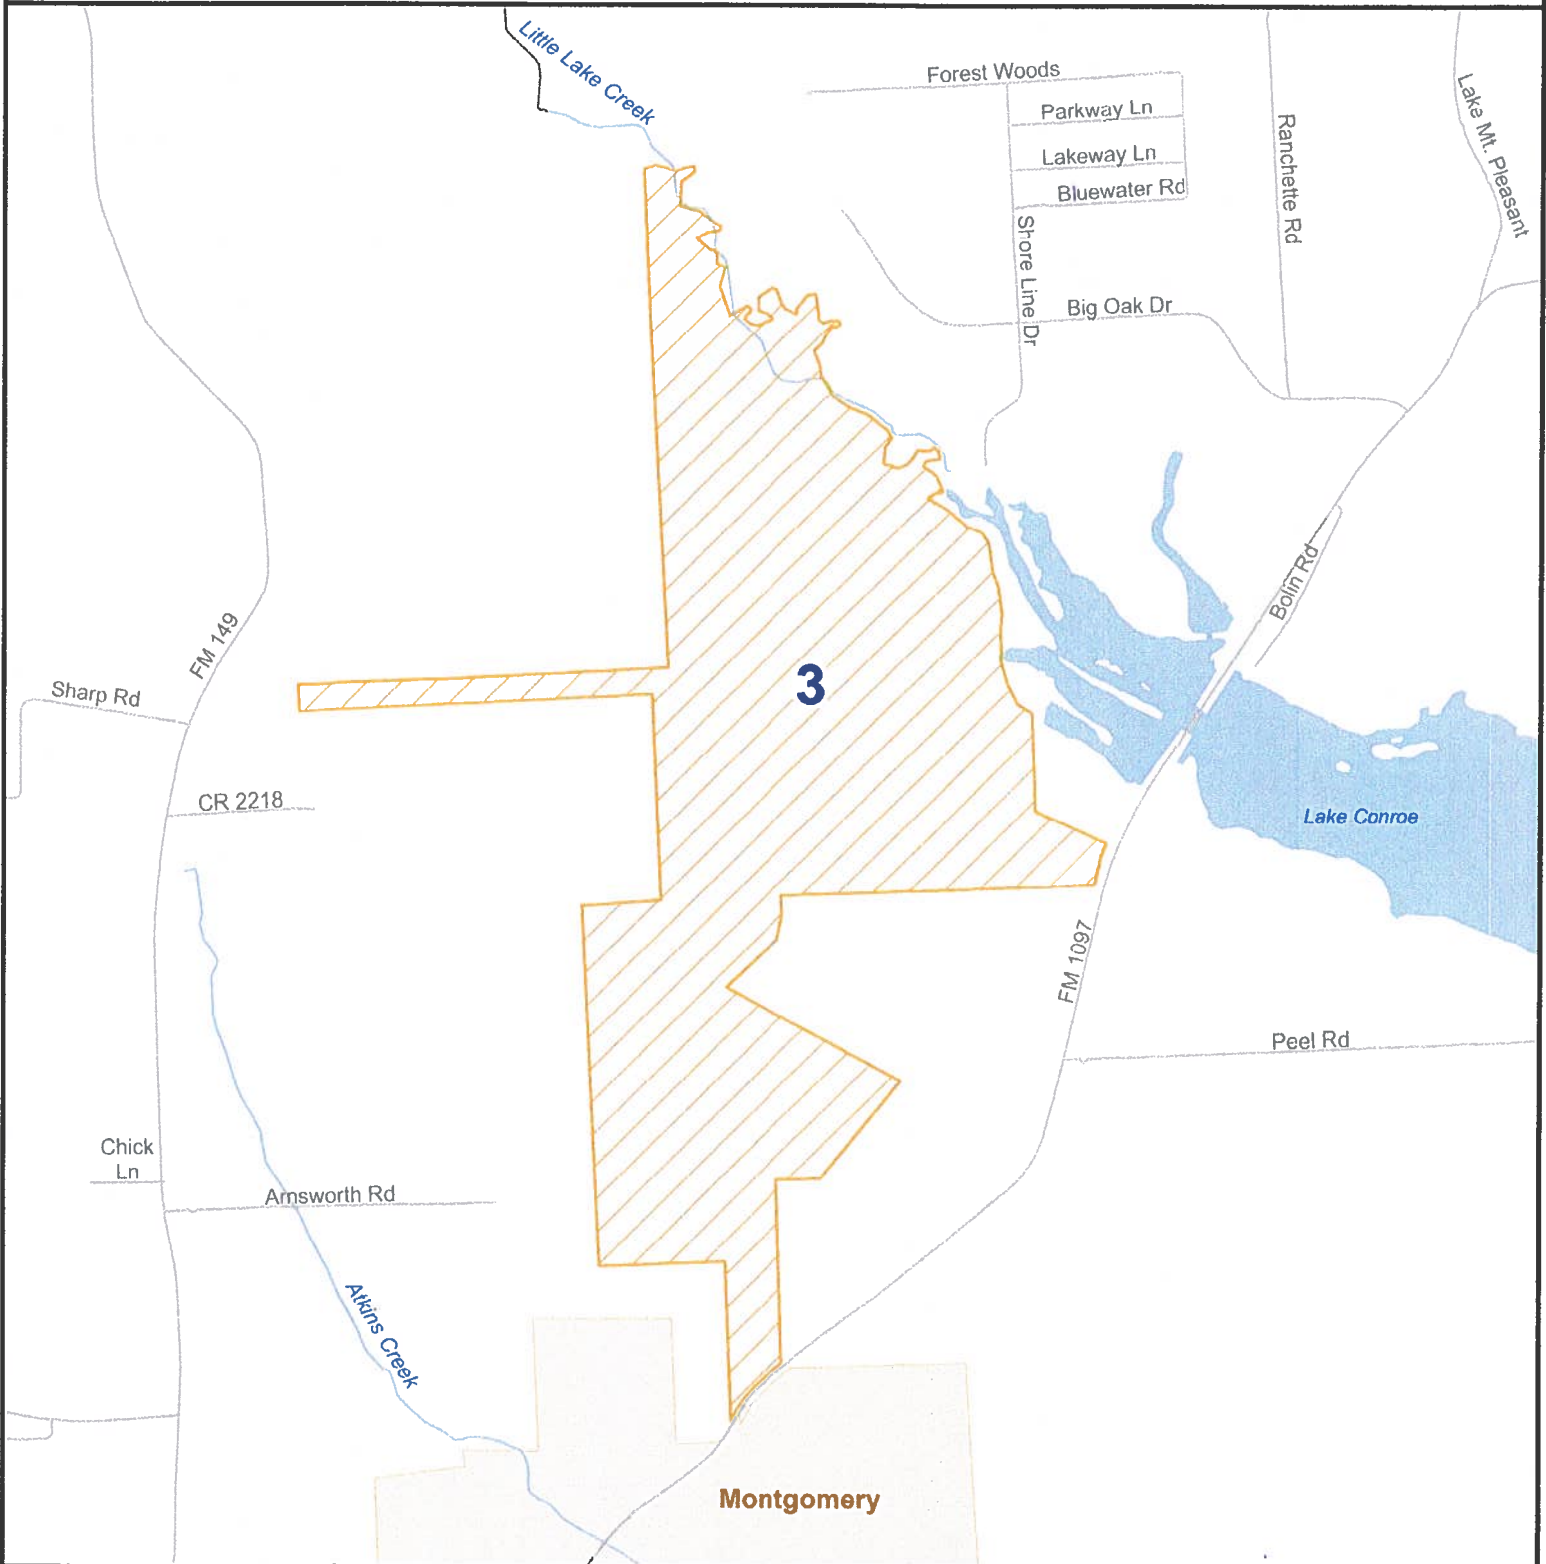 Little Lake Creek
Forest Woods
Parkway Ln
Lakeway Ln
Bluewater Rd
Ranchette Rd
Lake Mt. Pleasant
Shore Line Dr
Big Oak Dr
Bolin Rd
FM 149
Sharp Rd
3
CR 2218
Lake Conroe
FM 1097
Peel Rd
Chick
Ln
Arnsworth Rd
Atkins Creek
Montgomery